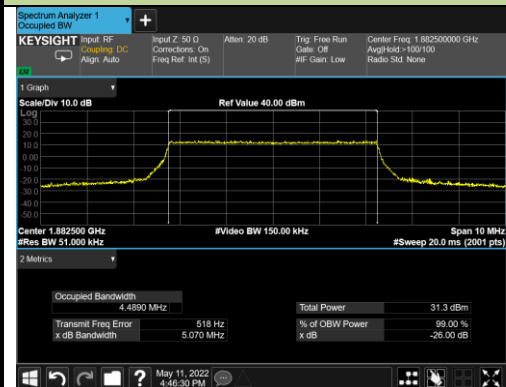 Spectrum Analyzer 1
Occupied BW
+
KEYSIGHT
Input: RF
Coupling: DC
Align: Auto
Input Z: 50 Ω
Corrections: On
Freq Ref: Int (S)
Atten: 20 dB
Trig: Free Run
Gate: Off
#IF Gain: Low
Center Freq: 1.882500000 GHz
Avg|Hold:>100/100
Radio Std: None
1 Graph
Scale/Div 10.0 dB
Ref Value 40.00 dBm
Log
30.0
20.0
10.0
0.00
-10.0
-20.0
-30.0
-40.0
-50.0
Center 1.882500 GHz
#Video BW 150.00 kHz
Span 10 MHz
#Res BW 51.000 kHz
#Sweep 20.0 ms (2001 pts)
2 Metrics
Occupied Bandwidth
4.4890 MHz
Total Power 31.3 dBm
Transmit Freq Error 518 Hz
% of OBW Power 99.00 %
x dB Bandwidth 5.070 MHz
x dB -26.00 dB
?
May 11, 2022
4:46:30 PM